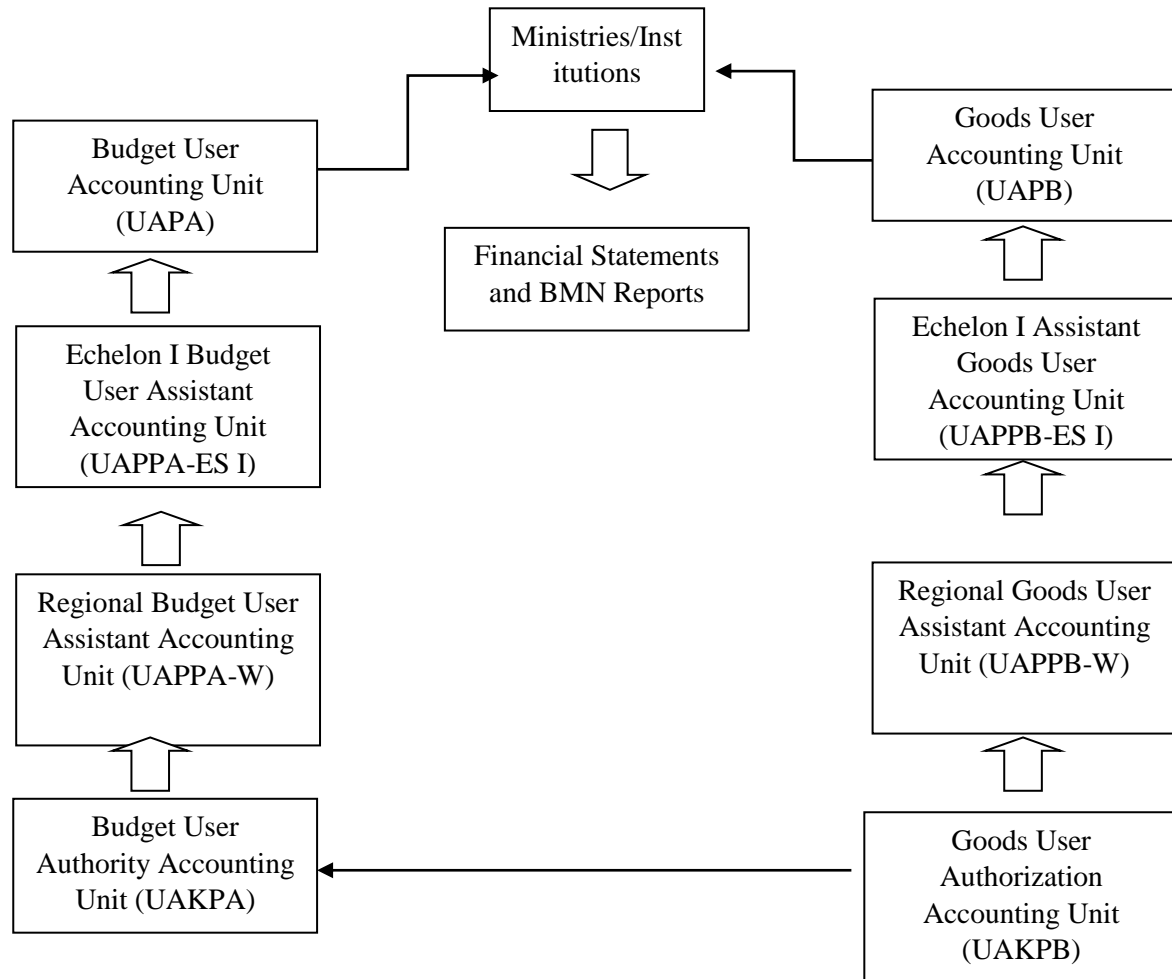 Ministries/Inst
itutions
Budget User
Accounting Unit
(UAPA)
Goods User
Accounting Unit
(UAPB)
Financial Statements
and BMN Reports
Echelon I Budget
User Assistant
Accounting Unit
(UAPPA-ES I)
Echelon I Assistant
Goods User
Accounting Unit
(UAPPB-ES I)
Regional Budget User
Assistant Accounting
Unit (UAPPA-W)
Regional Goods User
Assistant Accounting
Unit (UAPPB-W)
Budget User
Authority Accounting
Unit (UAKPA)
Goods User
Authorization
Accounting Unit
(UAKPB)